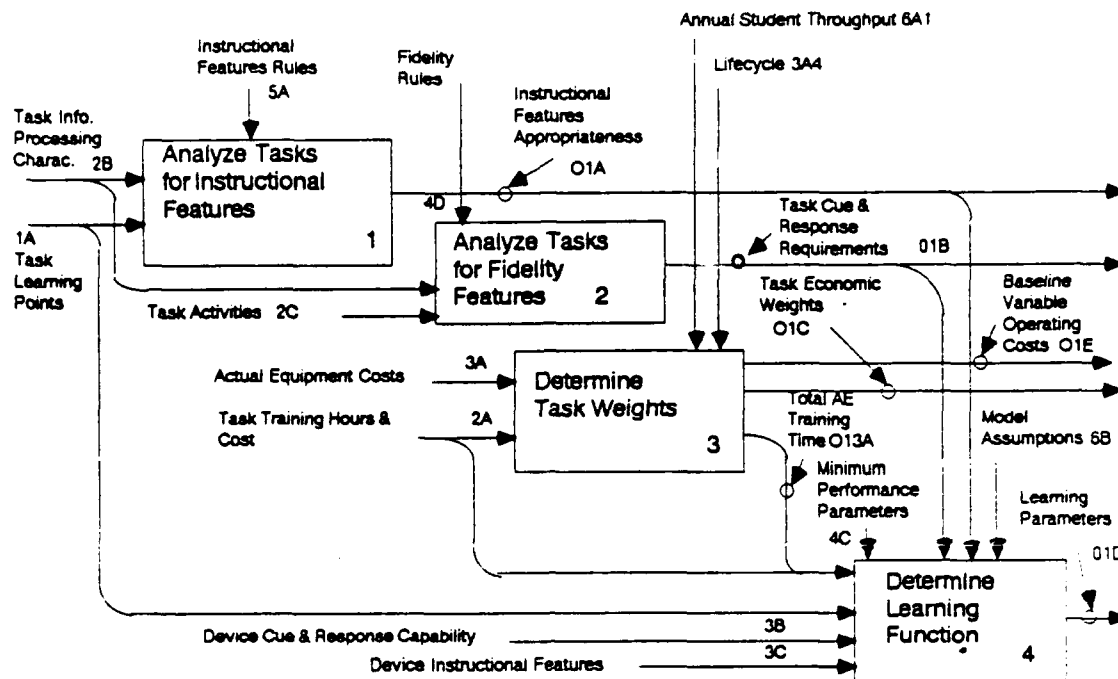 Annual Student Throughput 6A1
Instructional
Features Rules
5A
Fidelity
Rules
Lifecycle 3A4
Task Info.
Processing
Charac. 2B
Instructional
Features
Appropriateness
O1A
Analyze Tasks
for Instructional
Features
1
1A
Task
Learning
Points
4D
Analyze Tasks
for Fidelity
Features 2
Task Cue &
Response
Requirements
01B
Task Activities 2C
Task Economic
Weights
O1C
Baseline
Variable
Operating
Costs O1E
Actual Equipment Costs
3A
Determine
Task Weights
3
Task Training Hours &
Cost
2A
Total AE
Training
Time O13A
Model
Assumptions 6B
Minimum
Performance
Parameters
4C
Learning
Parameters
01D
Determine
Learning
Function
4
Device Cue & Response Capability
3B
Device Instructional Features
3C